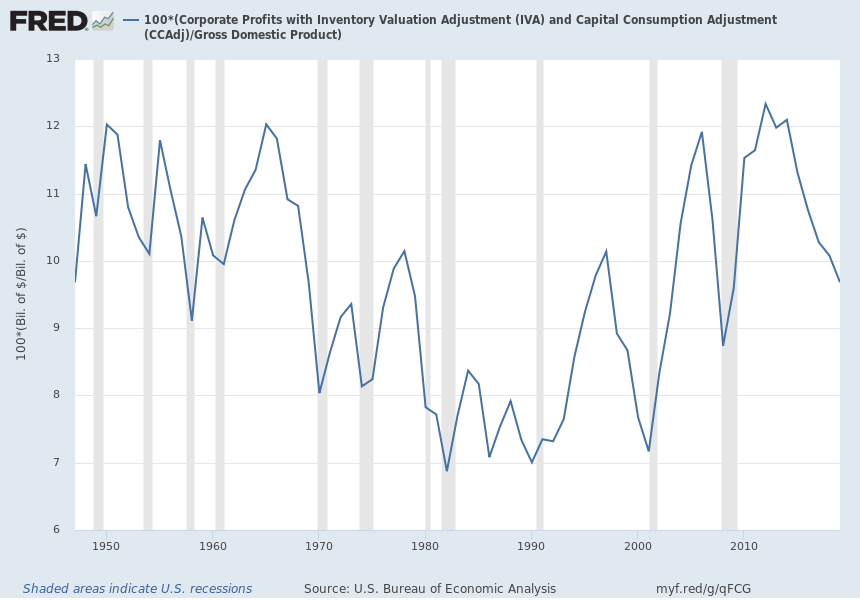 FRED
100*(Corporate Profits with Inventory Valuation Adjustment (IVA) and Capital Consumption Adjustment
(CCAdj)/Gross Domestic Product)
13
12
11
10
9
8
7
6
100*(Bil. of $/Bil. of $)
1950 1960 1970 1980 1990 2000 2010
Shaded areas indicate U.S. recessions Source: U.S. Bureau of Economic Analysis myf.red/g/qFCG